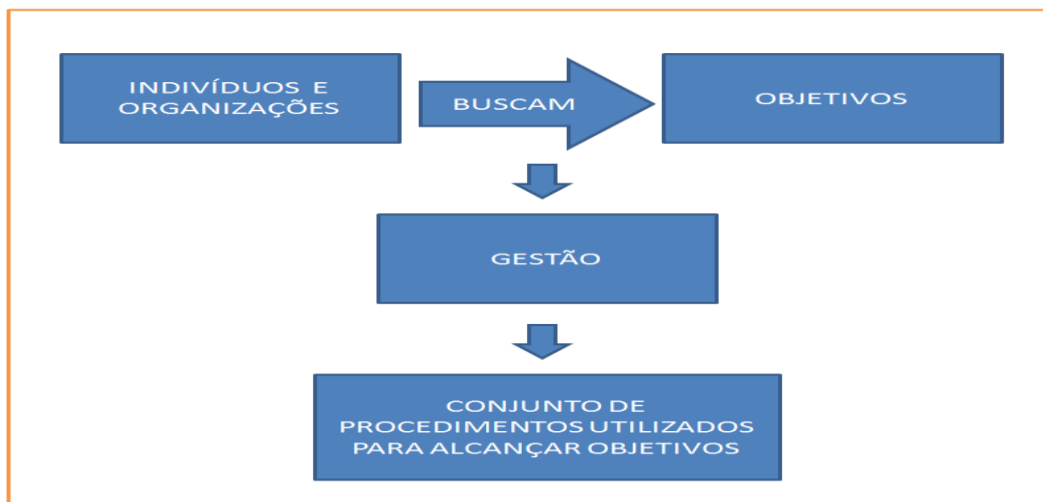 INDIVÍDUOS E
ORGANIZAÇÕES
BUSCAM
OBJETIVOS
GESTÃO
CONJUNTO DE
PROCEDIMENTOS UTILIZADOS
PARA ALCANÇAR OBJETIVOS